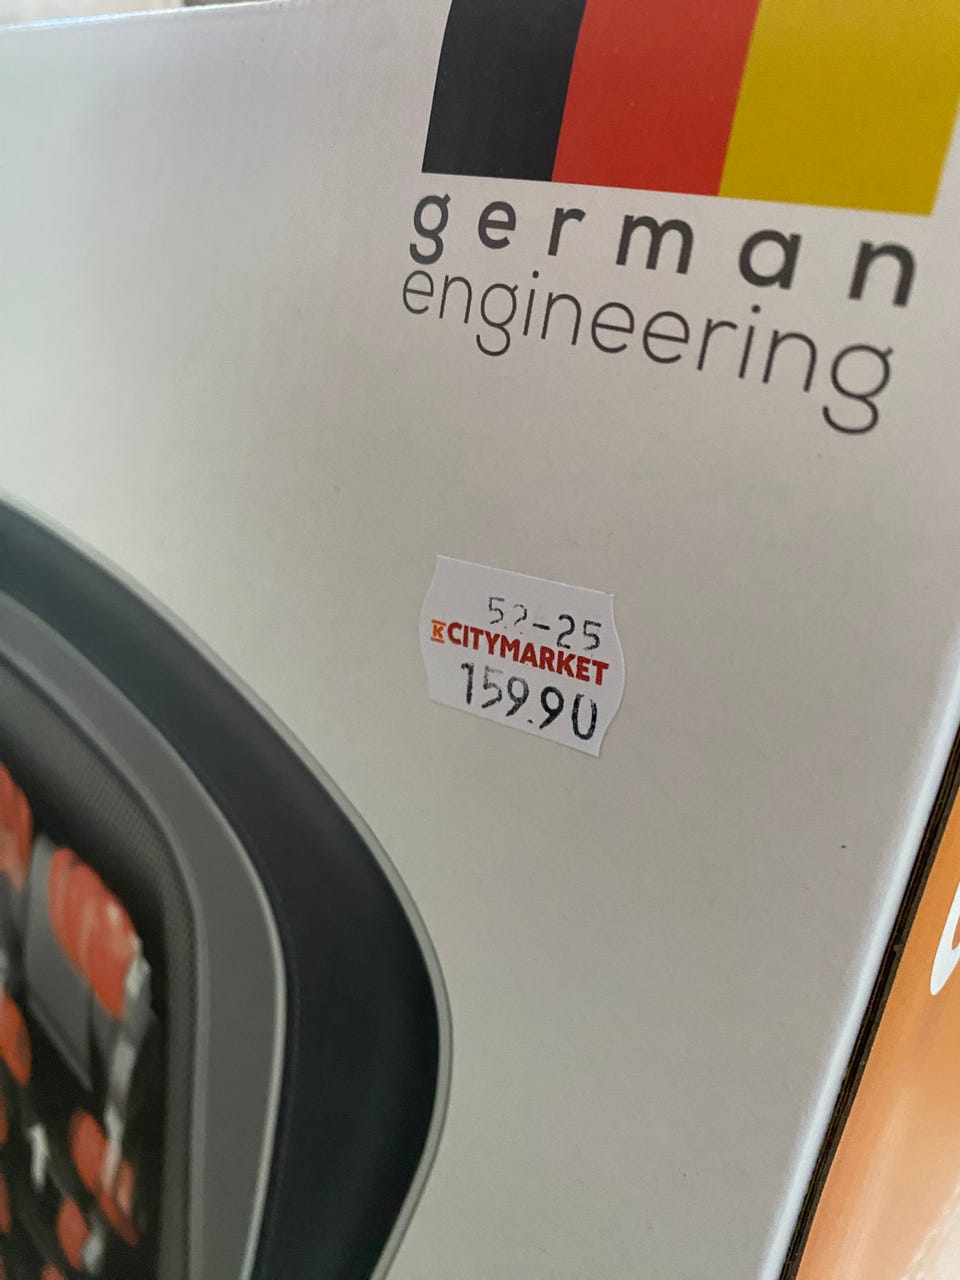 german
engineering
52-25
K CITYMARKET
159.90